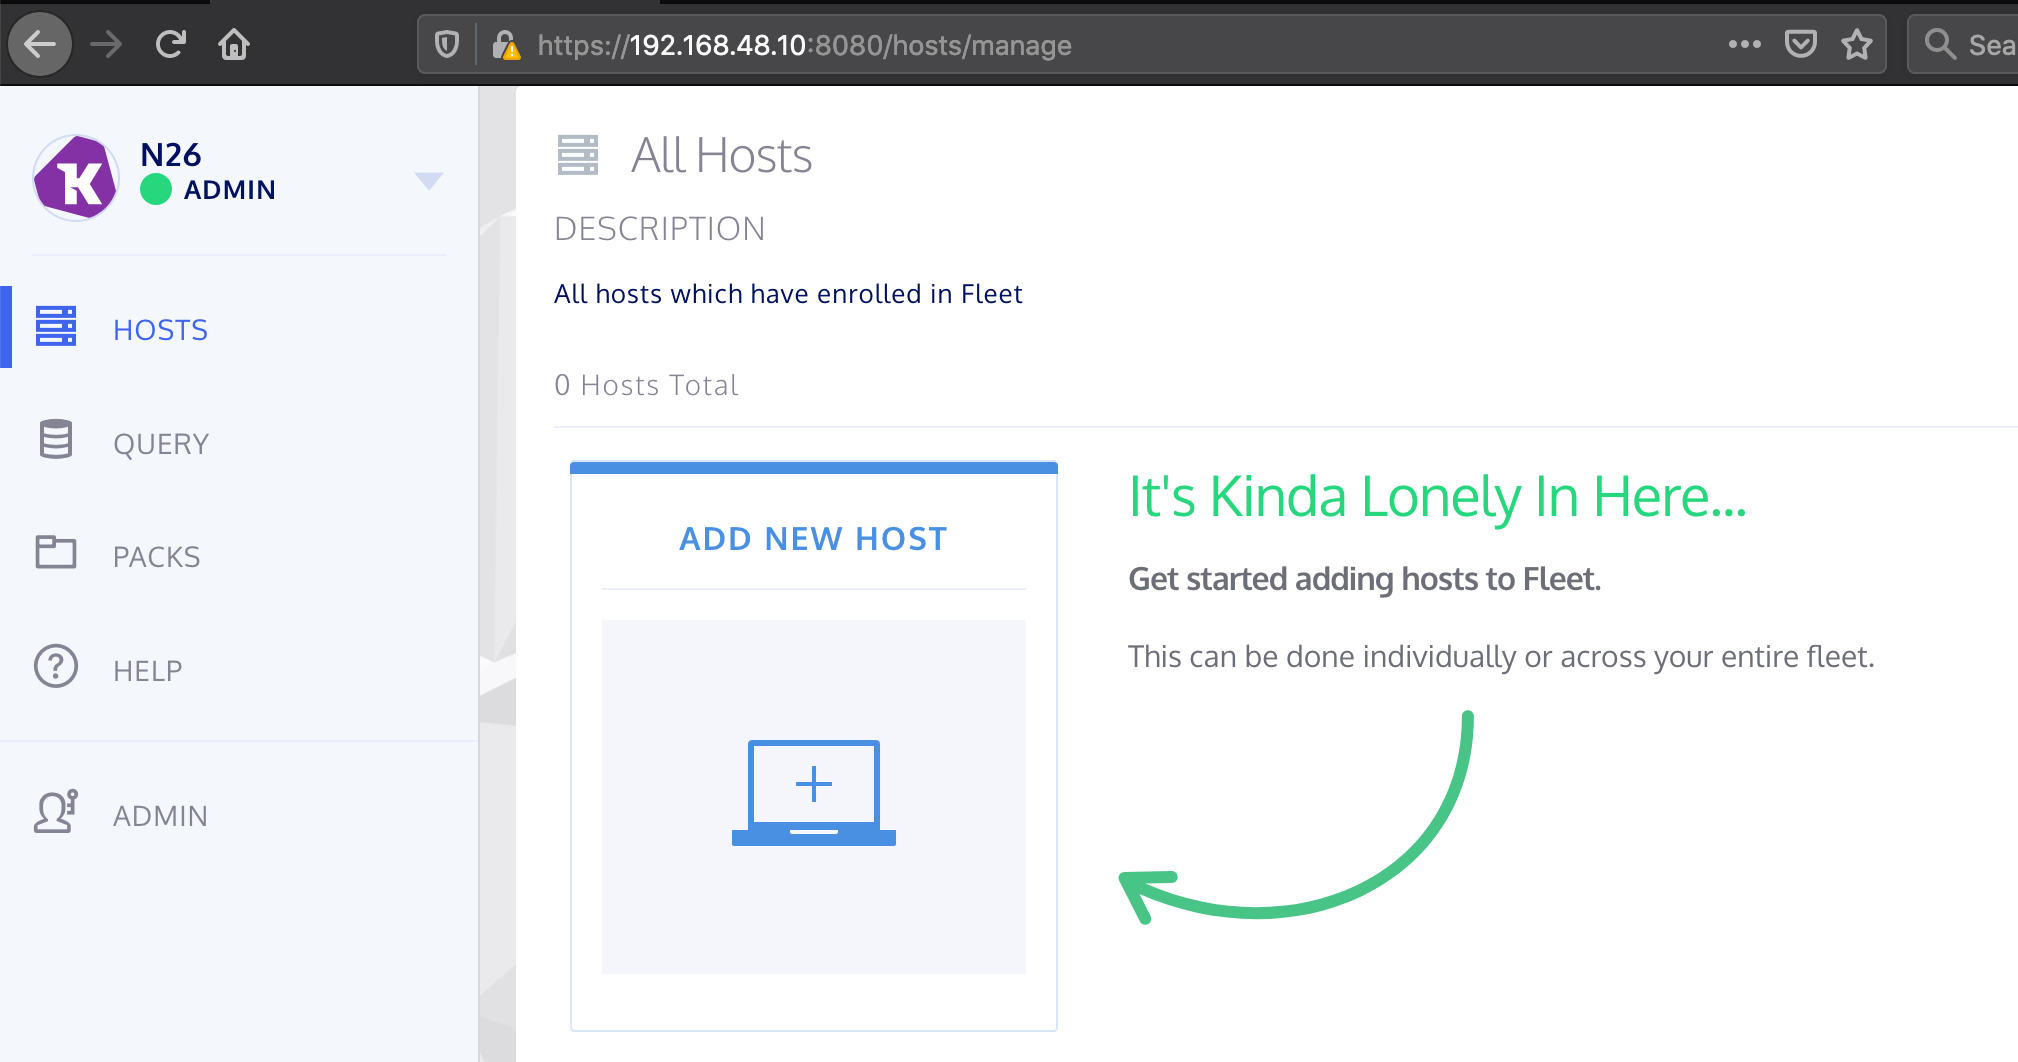 https://192.168.48.10:8080/hosts/manage
Sea
K
N26
ADMIN
HOSTS
QUERY
PACKS
HELP
ADMIN
All Hosts
DESCRIPTION
All hosts which have enrolled in Fleet
0 Hosts Total
ADD NEW HOST
It's Kinda Lonely In Here...
Get started adding hosts to Fleet.
This can be done individually or across your entire fleet.